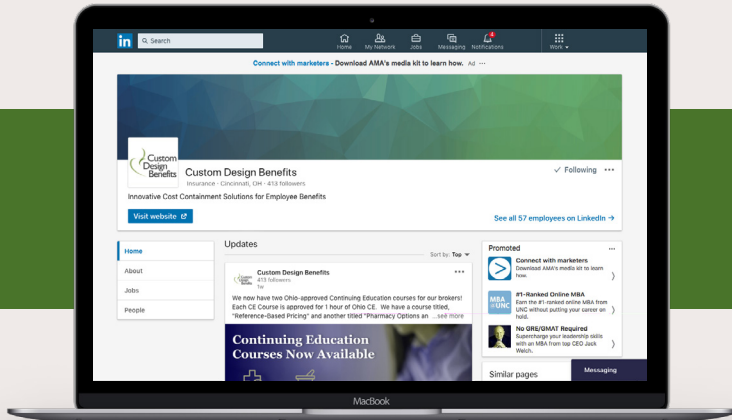 in
Search
Home
My Network
Jobs
Messaging
4
Notifications
Work
Connect with marketers - Download AMA's media kit to learn how. Ad ...
Custom
Design
Benefits
Custom Design Benefits
Insurance · Cincinnati, OH · 413 followers
Innovative Cost Containment Solutions for Employee Benefits
Following
Visit website
See all 57 employees on LinkedIn →
Home
About
Jobs
People
Updates
Sort by: Top
Custom Design Benefits
413 followers
1w
We now have two Ohio-approved Continuing Education courses for our brokers!
Each CE Course is approved for 1 hour of Ohio CE. We have a course titled,
"Reference-Based Pricing" and another titled "Pharmacy Options an ...see more
Continuing Education
Courses Now Available
Promoted
Connect with marketers
Download AMA's media kit to learn
how.
MBA
@UNC
#1-Ranked Online MBA
Earn the #1-ranked online MBA from
UNC without putting your career on
hold.
No GRE/GMAT Required
Supercharge your leadership skills
with an MBA from top CEO Jack
Welch.
Similar pages
Messaging
MacBook